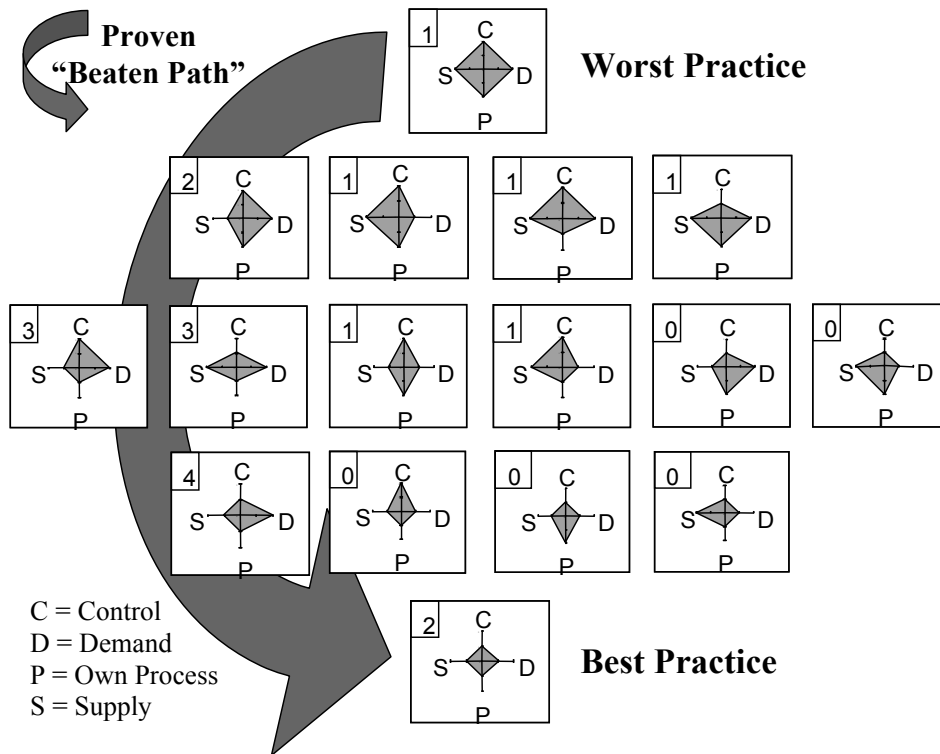 Proven
“Beaten Path”
1
C
S D
P
Worst Practice
2
C
S D
P
1
C
S D
P
1
C
S D
P
1
C
S D
P
3
C
S D
P
3
C
S D
P
1
C
S D
P
1
C
S D
P
0
C
S D
P
0
C
S D
P
4
C
S D
P
0
C
S D
P
0
C
S D
P
0
C
S D
P
C = Control
D = Demand
P = Own Process
S = Supply
2
C
S D
P
Best Practice